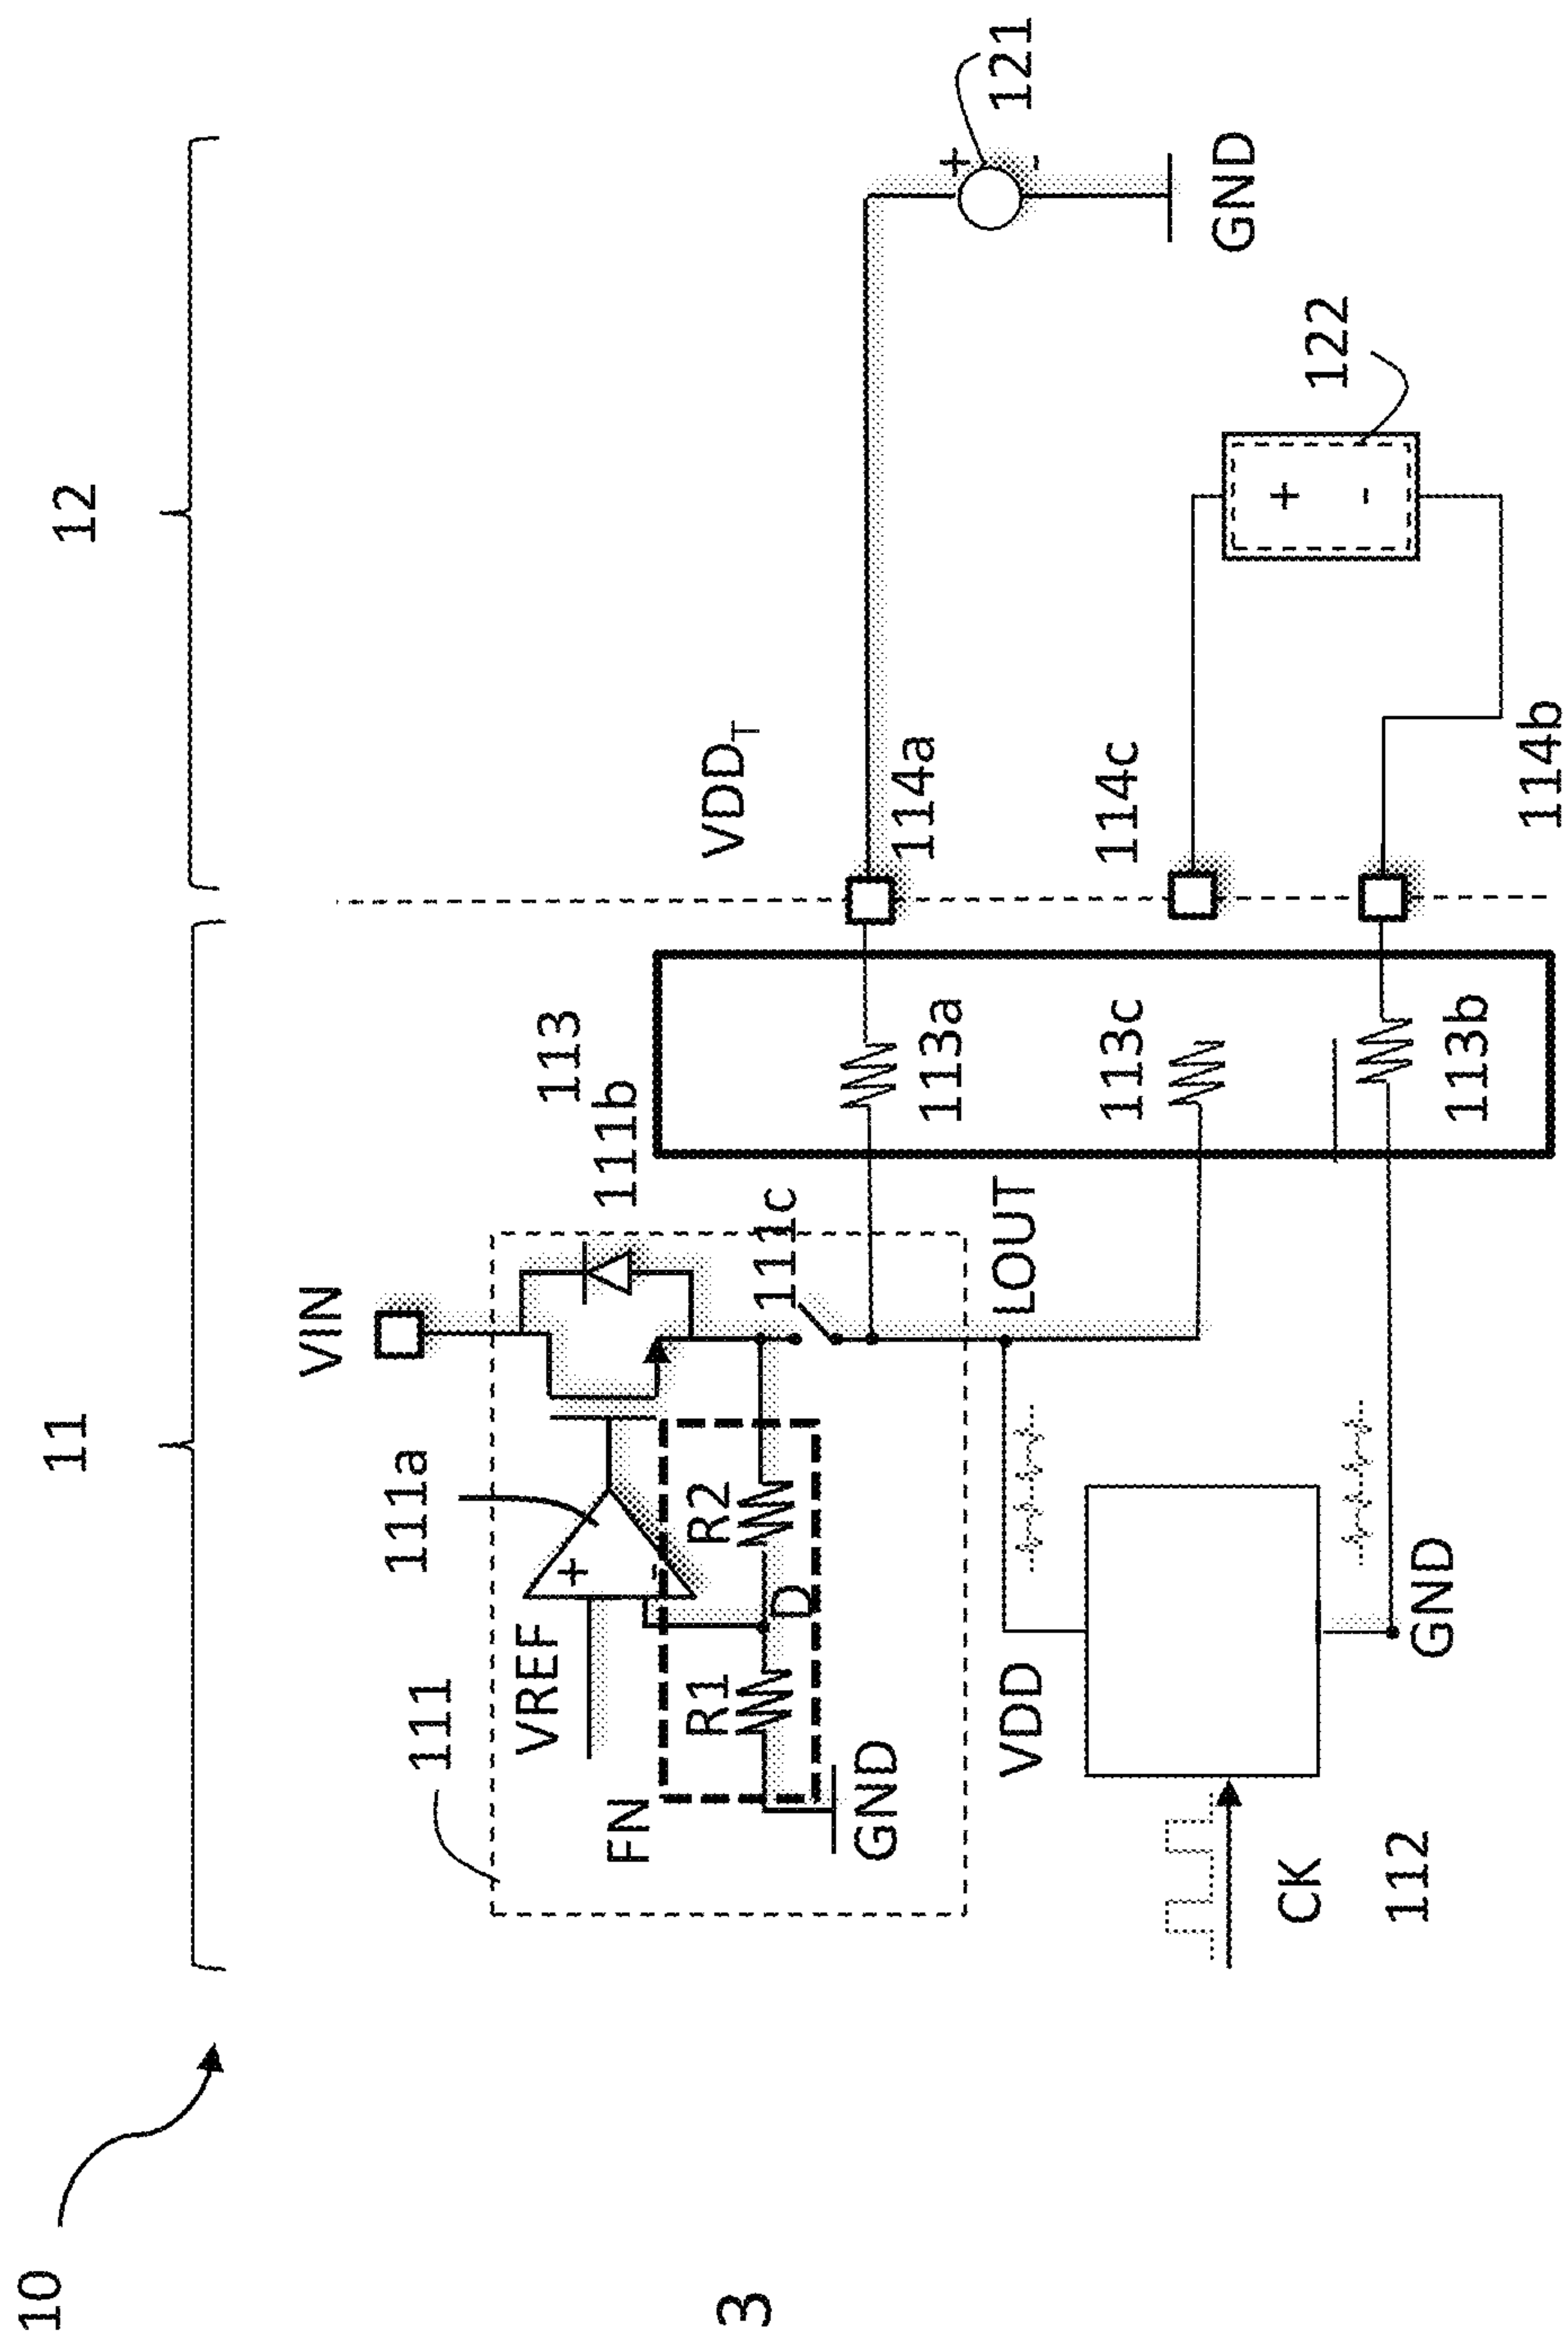 10
11
12
VIN
111
111a
111b
113
VREF
+
-
FN
R1
D
R2
111c
GND
VDD
T
113a
114a
+
-
121
LOUT
113c
114c
GND
VDD
CK
112
GND
113b
114b
+
-
122
3